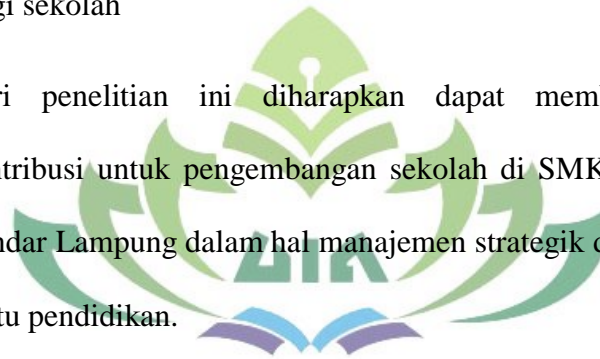 gi sekolah
ri penelitian ini diharapkan dapat mem
ntribusi untuk pengembangan sekolah di SMK
ndar Lampung dalam hal manajemen strategik d
tu pendidikan.